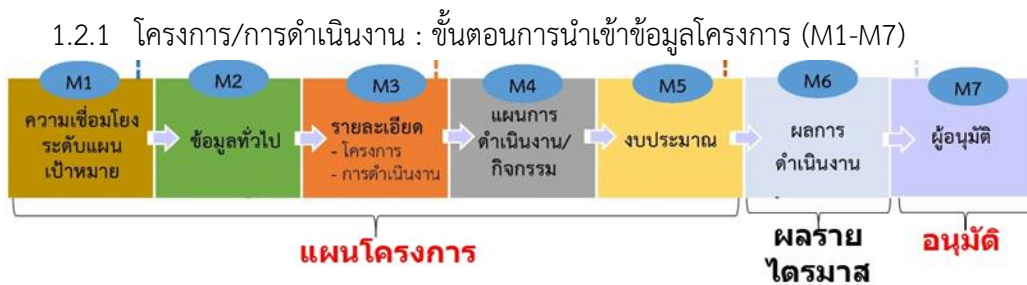 1.2.1 โครงการ/การดำเนินงาน : ขั้นตอนการนำเข้าข้อมูลโครงการ (M1-M7)
M1
ความเชื่อมโยง
ระดับแผน
เป้าหมาย
M2
ข้อมูลทั่วไป
M3
รายละเอียด
- โครงการ
- การดำเนินงาน
M4
แผนการ
ดำเนินงาน/
กิจกรรม
M5
งบประมาณ
M6
ผลการ
ดำเนินงาน
M7
ผู้อนุมัติ
แผนโครงการ
ผลราย
ไตรมาส
อนุมัติ